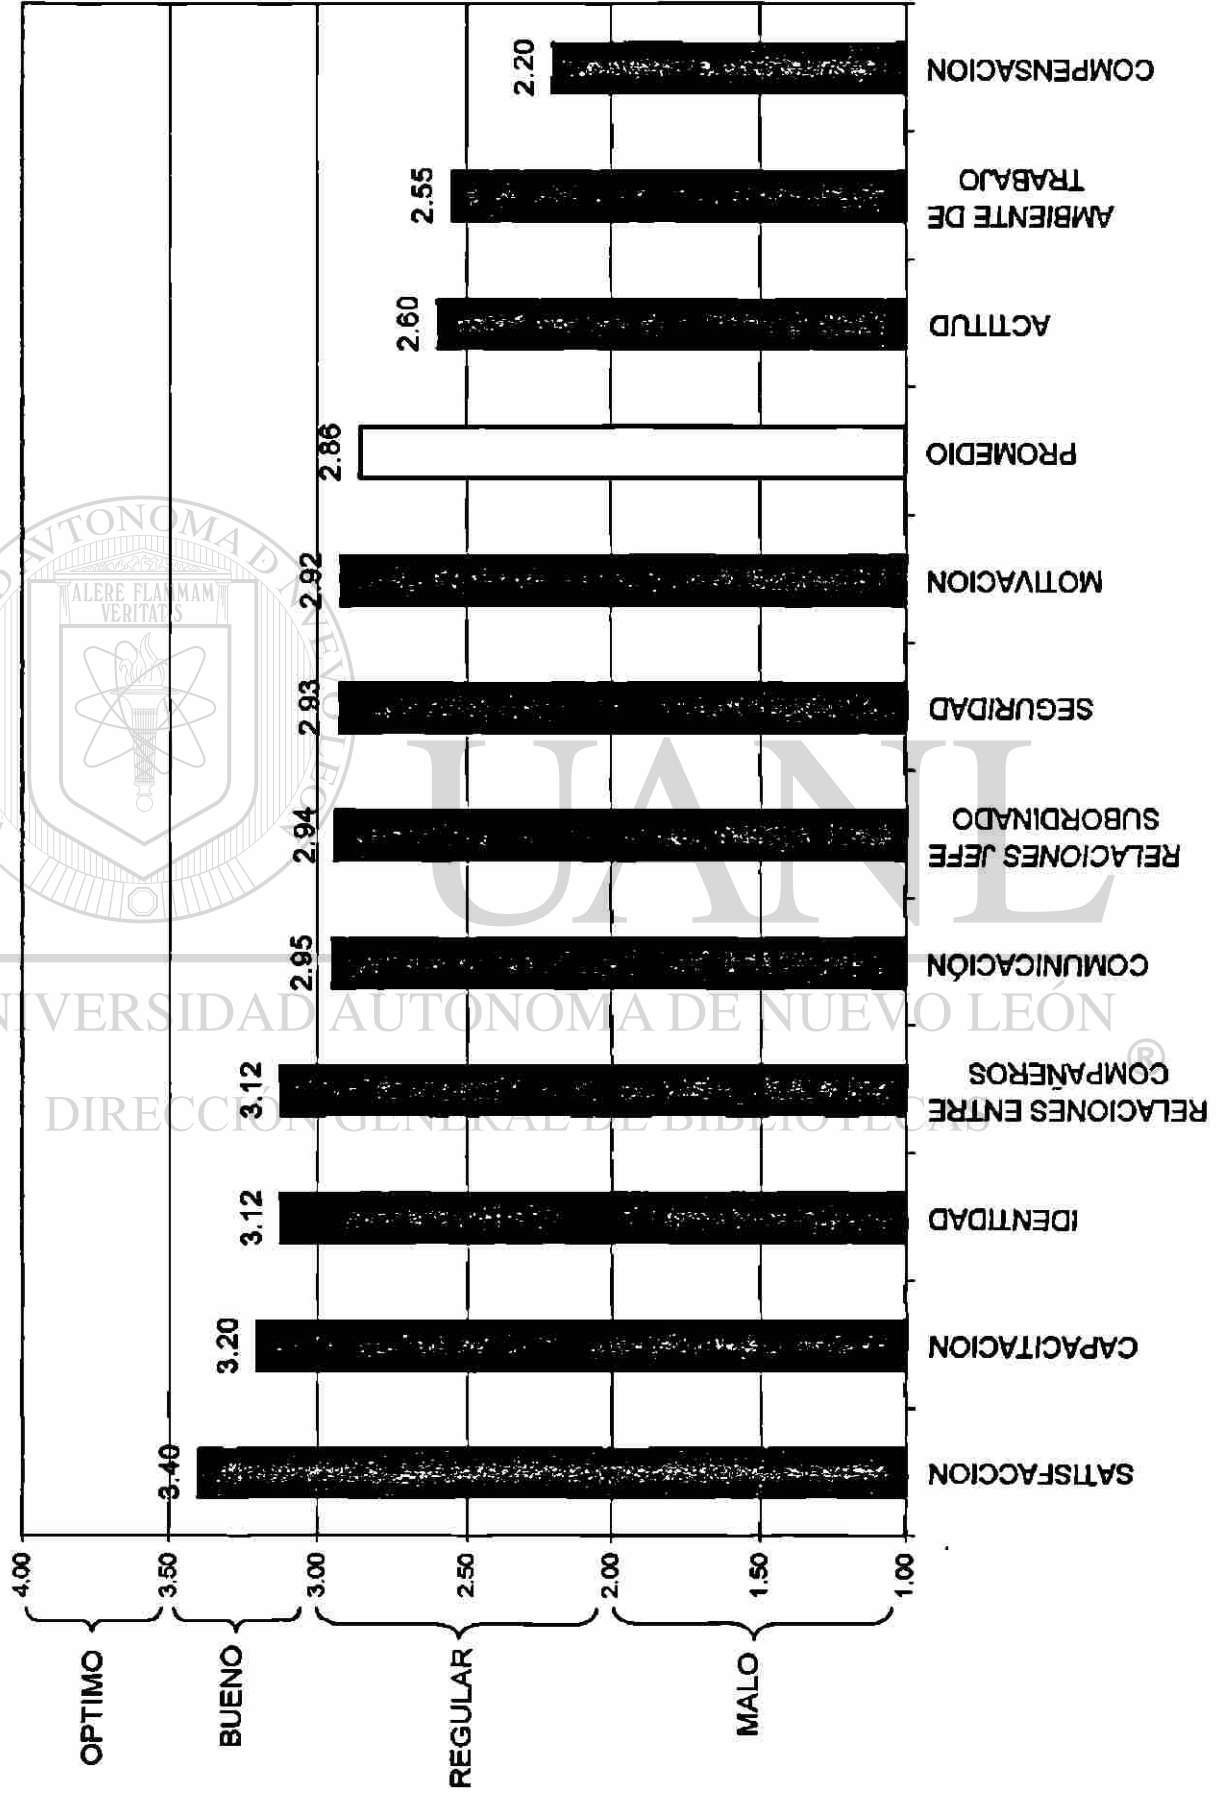 OPTIMO
BUENO
REGULAR
MALO
4.00
3.50
3.00
2.50
2.00
1.50
1.00
3.40
3.20
3.12
3.12
2.95
2.94
2.93
2.92
2.86
2.60
2.55
2.20
SATISFACCION
CAPACITACION
IDENTIDAD
RELACIONES ENTRE
COMPAÑEROS
COMUNICACIÓN
RELACIONES JEFE
SUBORDINADO
SEGURIDAD
MOTIVACION
PROMEDIO
ACTITUD
AMBIENTE DE
TRABAJO
COMPENSACION
ALERE FLAMMAM
VERITATIS
UANL
UNIVERSIDAD AUTONOMA DE NUEVO LEÓN
®
DIRECCIÓN GENERAL DE BIBLIOTECAS